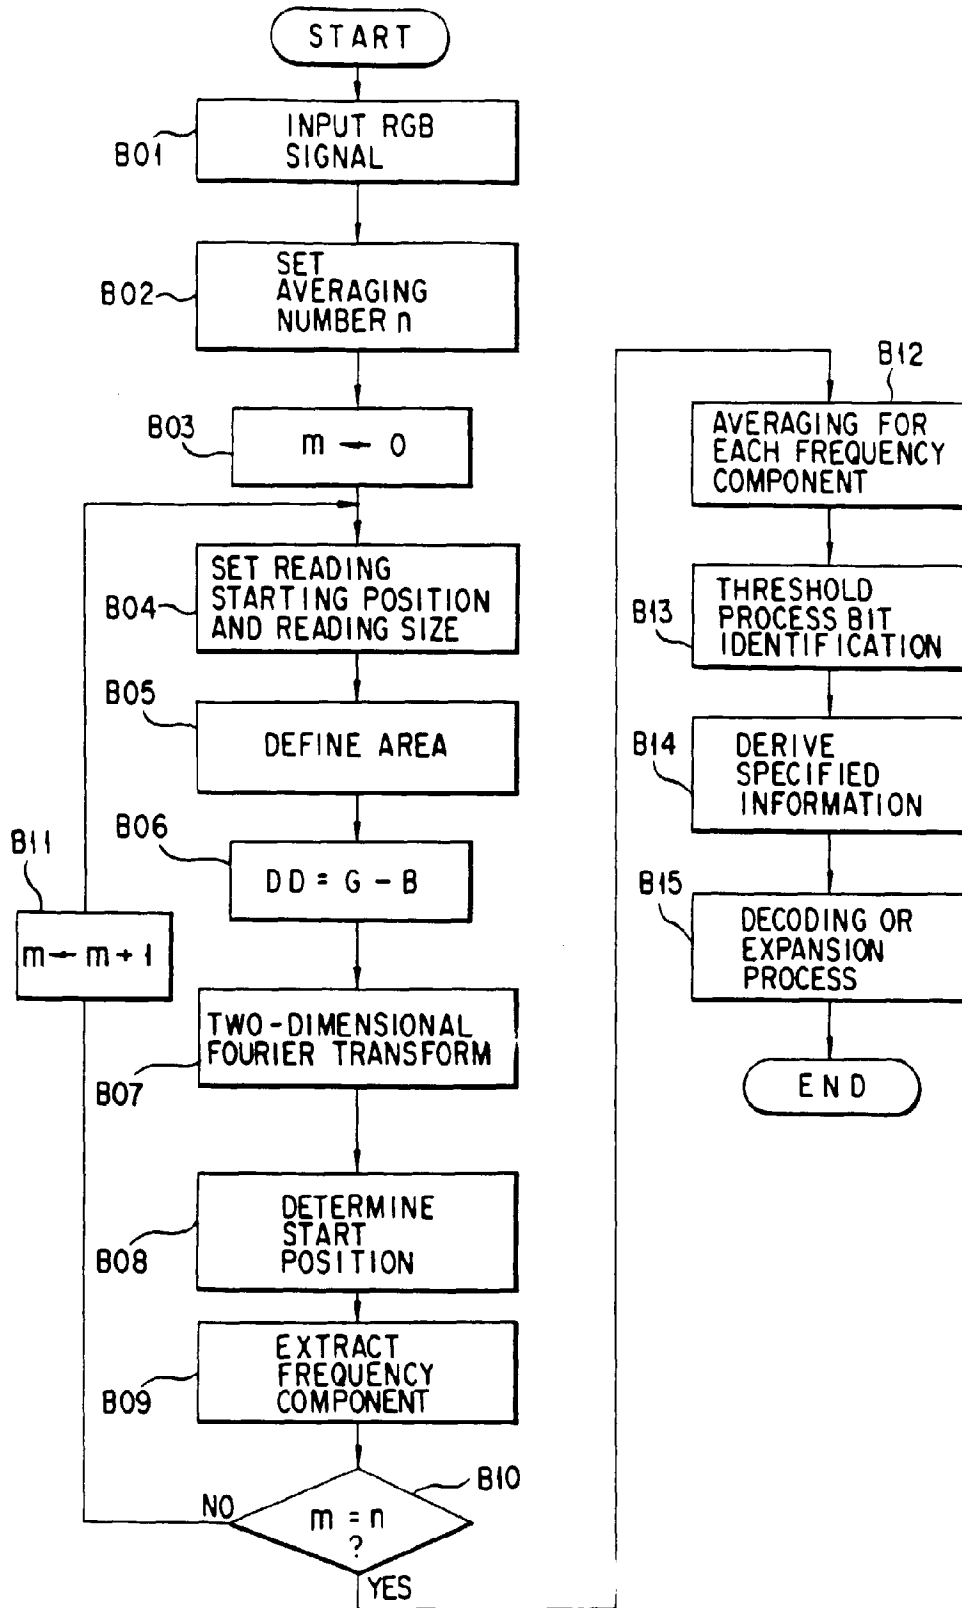 START
INPUT RGB
SIGNAL
B01
SET
AVERAGING
NUMBER n
B02
B03
m ← 0
SET READING
STARTING POSITION
AND READING SIZE
B04
B05
DEFINE AREA
B06
DD = G - B
B11
m ← m + 1
TWO-DIMENSIONAL
FOURIER TRANSFORM
B07
DETERMINE
START
POSITION
B08
EXTRACT
FREQUENCY
COMPONENT
B09
B10
m = n
?
NO
YES
B12
AVERAGING FOR
EACH FREQUENCY
COMPONENT
B13
THRESHOLD
PROCESS BIT
IDENTIFICATION
B14
DERIVE
SPECIFIED
INFORMATION
B15
DECODING OR
EXPANSION
PROCESS
END